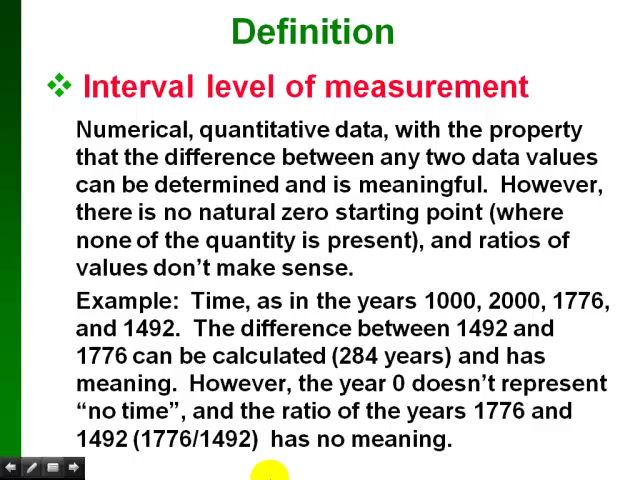 Definition
Interval level of measurement
Numerical, quantitative data, with the property
that the difference between any two data values
can be determined and is meaningful.  However,
there is no natural zero starting point (where
none of the quantity is present), and ratios of
values don’t make sense.
Example:  Time, as in the years 1000, 2000, 1776,
and 1492.  The difference between 1492 and
1776 can be calculated (284 years) and has
meaning.  However, the year 0 doesn’t represent
“no time”, and the ratio of the years 1776 and
1492 (1776/1492)  has no meaning.